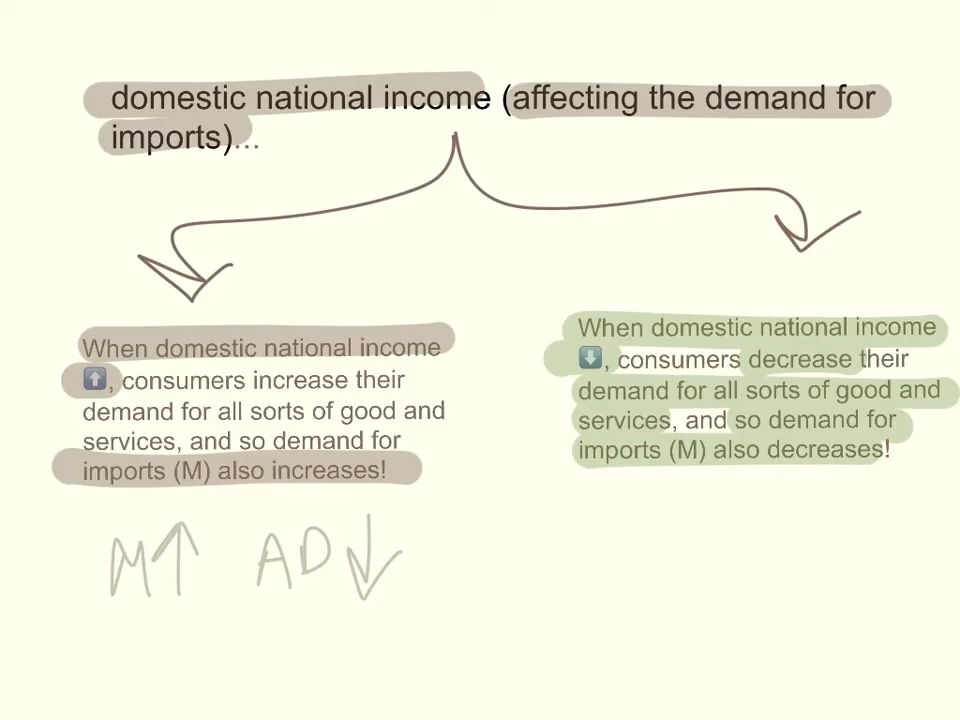 domestic national income (affecting the demand for
imports)...
When domestic national income
⬆️, consumers increase their
demand for all sorts of good and
services, and so demand for
imports (M) also increases!
M↑ AD↓
When domestic national income
⬇️, consumers decrease their
demand for all sorts of good and
services, and so demand for
imports (M) also decreases!